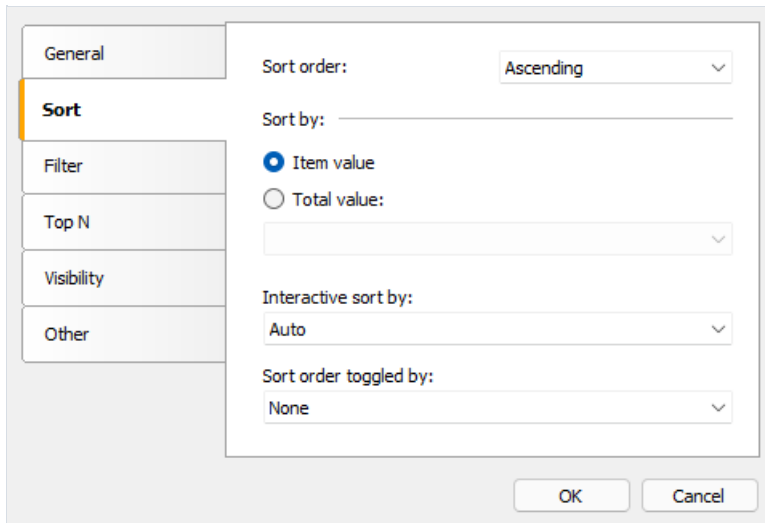 General
Sort
Filter
Top N
Visibility
Other
Sort order: Ascending
Sort by:
Item value
Total value:
Interactive sort by:
Auto
Sort order toggled by:
None
OK Cancel